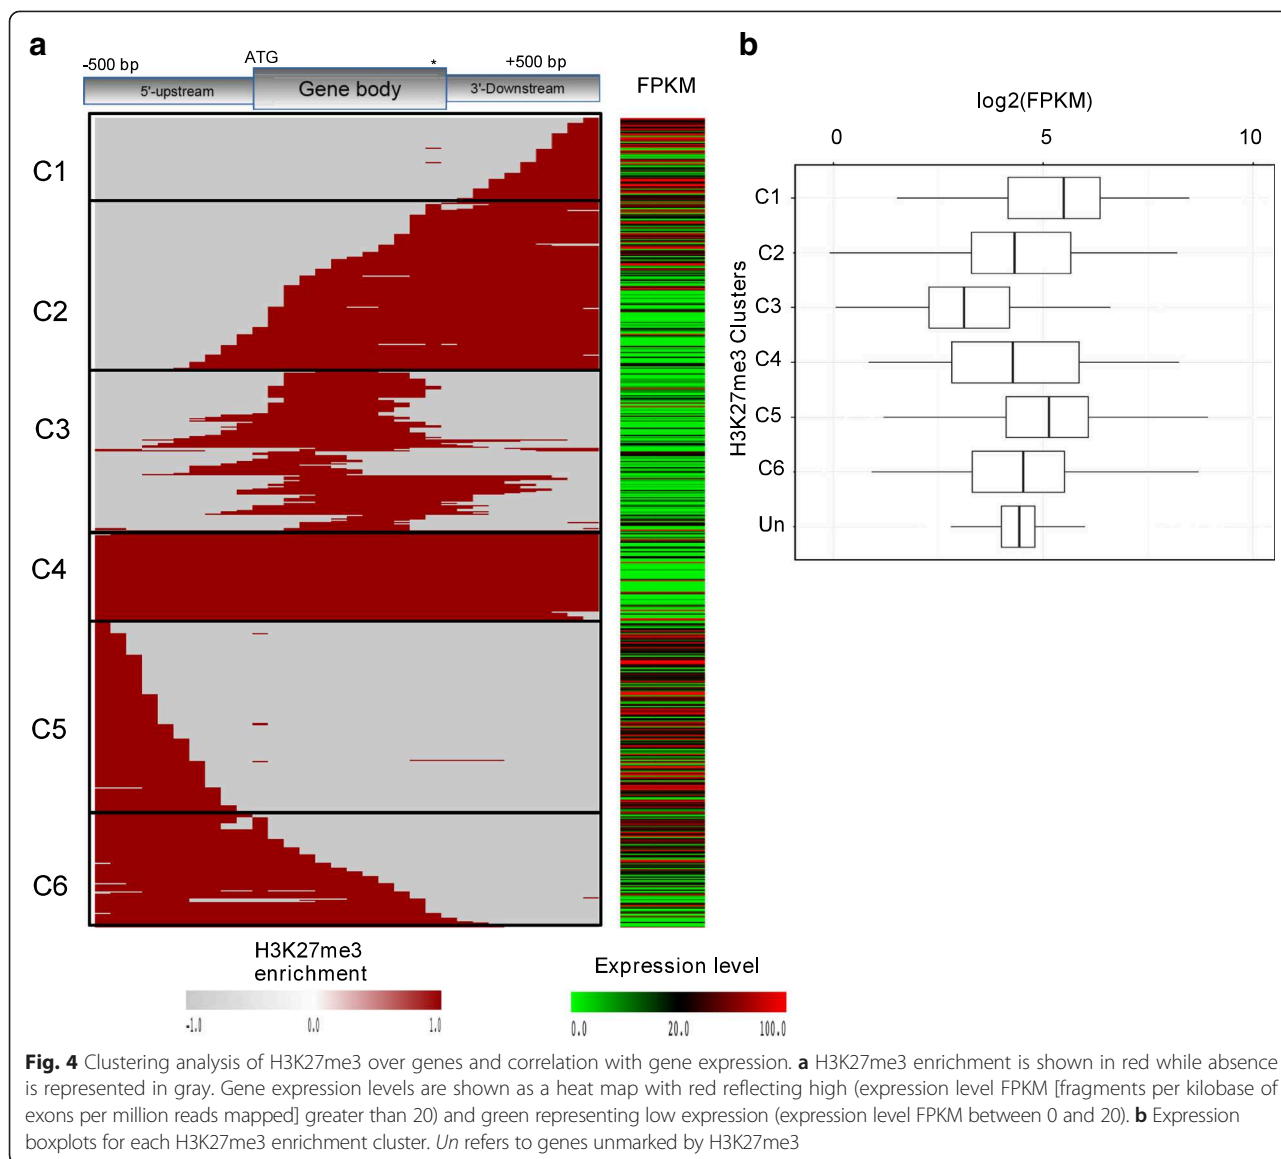 a
-500 bp
ATG
*
+500 bp
5'-upstream
Gene body
3'-Downstream
FPKM
C1
C2
C3
C4
C5
C6
H3K27me3
enrichment
-1.0
0.0
1.0
Expression level
0.0
20.0
100.0
b
log2(FPKM)
0
5
10
H3K27me3 Clusters
C1
C2
C3
C4
C5
C6
Un
Fig. 4 Clustering analysis of H3K27me3 over genes and correlation with gene expression. a H3K27me3 enrichment is shown in red while absence
is represented in gray. Gene expression levels are shown as a heat map with red reflecting high (expression level FPKM [fragments per kilobase of
exons per million reads mapped] greater than 20) and green representing low expression (expression level FPKM between 0 and 20). b Expression
boxplots for each H3K27me3 enrichment cluster. Un refers to genes unmarked by H3K27me3